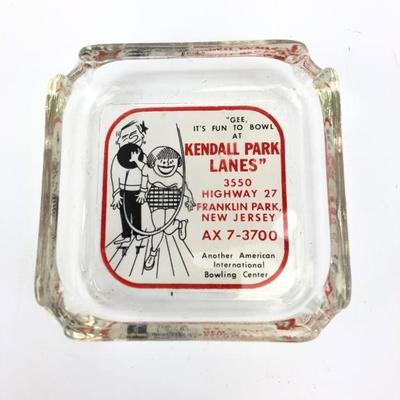 "GEE,
IT'S FUN TO BOWL
AT
KENDALL PARK
LANES"
3550
HIGHWAY 27
FRANKLIN PARK,
NEW JERSEY
AX 7-3700
Another American
International
Bowling Center